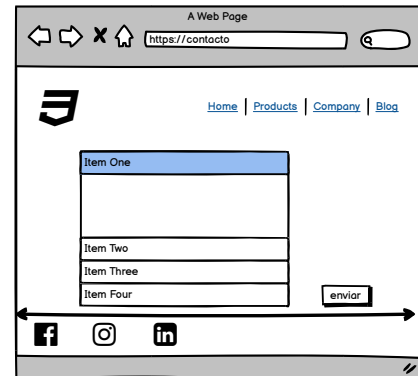 A Web Page
https://contacto
Home | Products | Company | Blog
Item One
Item Two
Item Three
Item Four
enviar